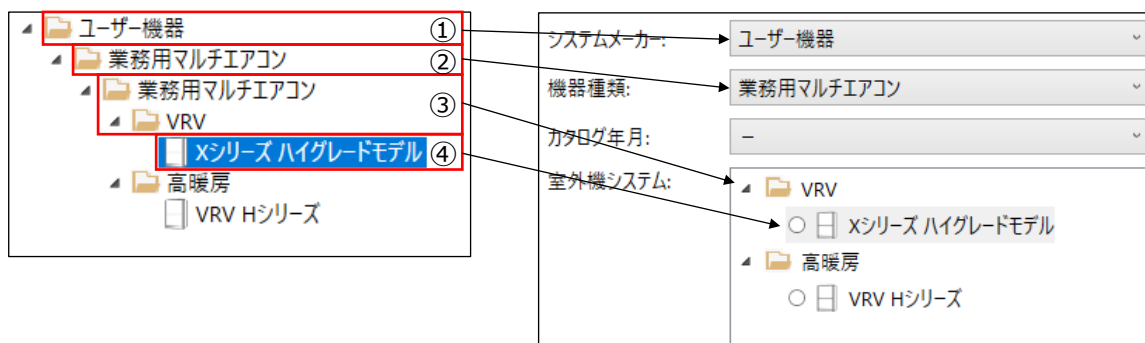 ユーザー機器 ①
業務用マルチエアコン ②
業務用マルチエアコン
③
VRV
Xシリーズ ハイグレードモデル ④
高暖房
VRV Hシリーズ
システムメーカー: ユーザー機器
機器種類: 業務用マルチエアコン
カタログ年月: –
室外機システム:
VRV
Xシリーズ ハイグレードモデル
高暖房
VRV Hシリーズ